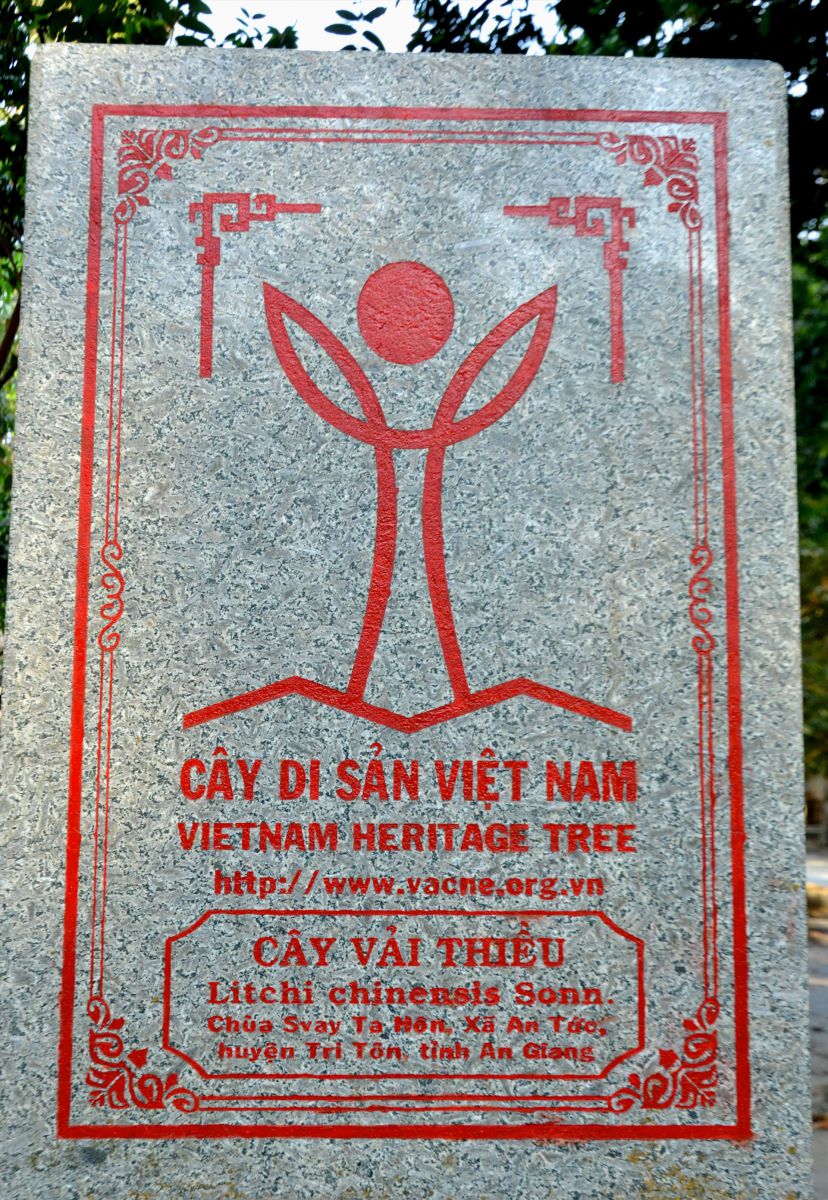 CÂY DI SẢN VIỆT NAM
VIETNAM HERITAGE TREE
http://www.vacne.org.vn
CÂY VẢI THIỀU
Litchi chinensis Sonn.
Chùa Svay Ta Hôn, Xã An Tức,
huyện Tri Tôn, tỉnh An Giang